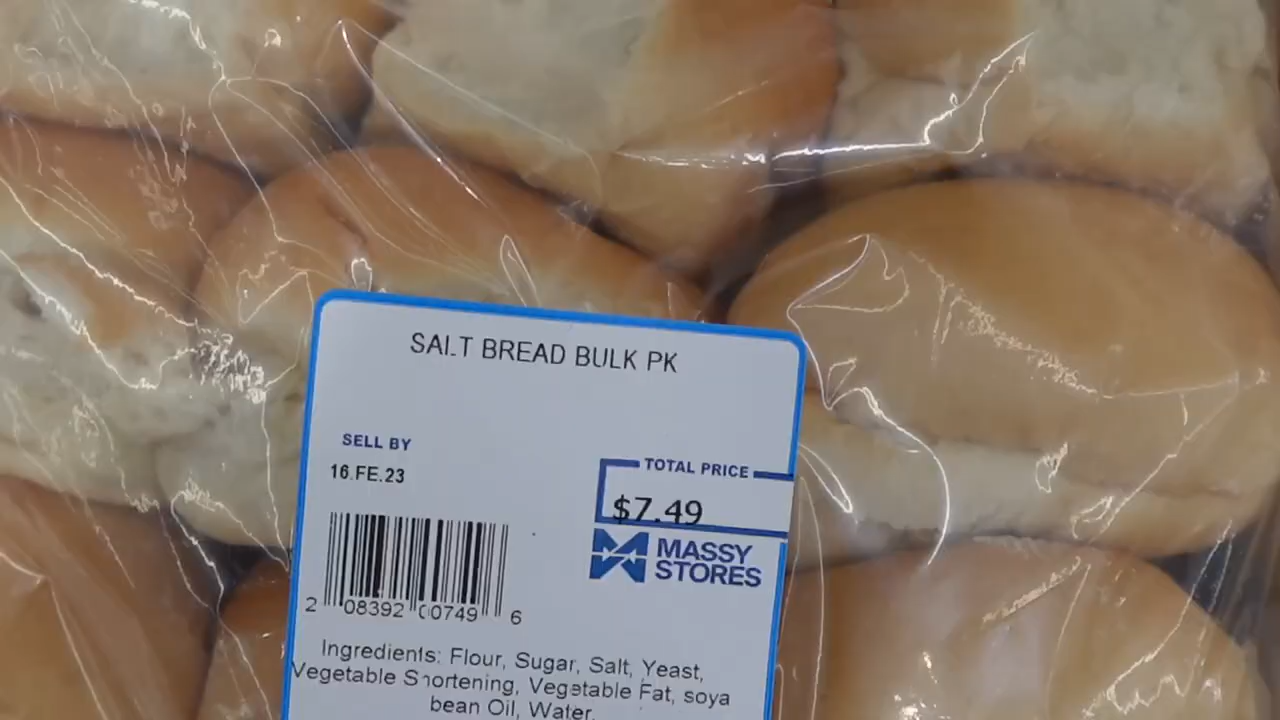 SALT BREAD BULK PK
SELL BY
16.FE.23
TOTAL PRICE
$7.49
MASSY
STORES
2 08392 00749 6
Ingredients: Flour, Sugar, Salt, Yeast,
Vegetable Shortening, Vegetable Fat, soya
bean Oil, Water.